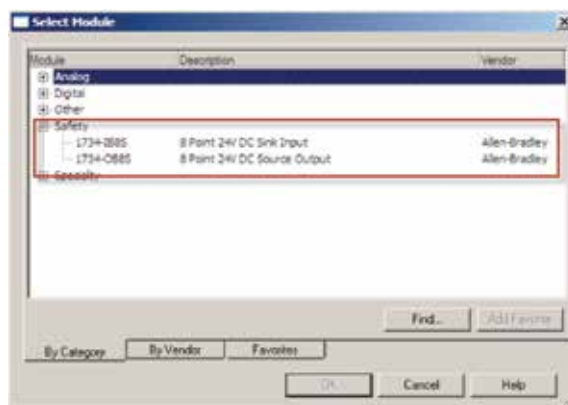 Select Module
Module Description Vendor
Analog
Digital
Other
Safety
1734-IB8S 8 Point 24V DC Sink Input Allen-Bradley
1734-OB8S 8 Point 24V DC Source Output Allen-Bradley
Specialty
Find... Add Favorite
By Category By Vendor Favorites
OK Cancel Help